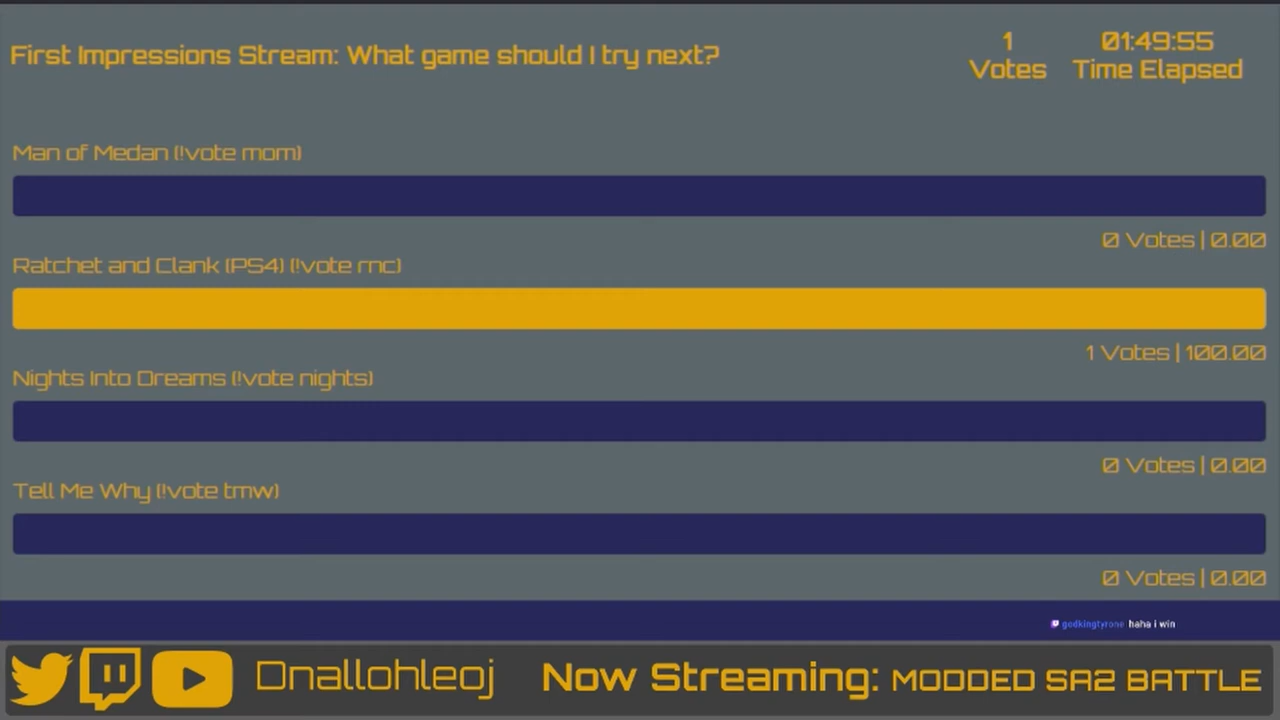 First Impressions Stream: What game should I try next?
1
Votes
01:49:55
Time Elapsed
Man of Medan (!vote mom)
0 Votes | 0.00
Ratchet and Clank (PS4) (!vote rnc)
1 Votes | 100.00
Nights Into Dreams (!vote nights)
0 Votes | 0.00
Tell Me Why (!vote tmw)
0 Votes | 0.00
godkingtyrone haha i win
Dnallohleoj
Now Streaming: MODDED SA2 BATTLE